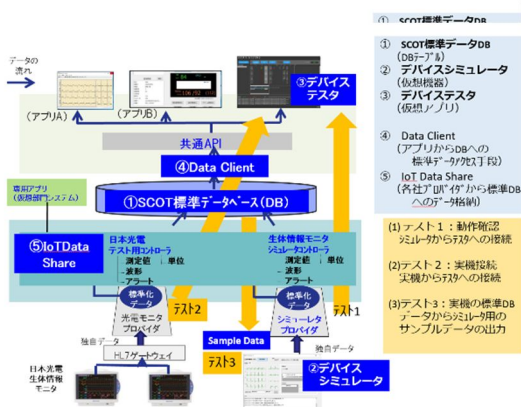 データの
流れ
(アプリA)
(アプリB)
③デバイス
テスタ
共通API
④Data Client
①SCOT標準データベース(DB)
専用アプリ
(仮想部門システム)
⑤IoTData
Share
日本光電
テスト用コントローラ
測定値
単位
波形
アラート
標準化
データ
光電モニタ
プロバイダ
テスト2
生体情報モニタ
シミュレータコントローラ
測定値
単位
波形
アラート
標準化
データ
シミュレタ
プロバイダ
テスト1
独自データ
HL7ゲートウェイ
日本光電
生体情報
モニタ
Sample Data
テスト3
独自データ
②デバイス
シミュレータ
① SCOT標準データDB
① SCOT標準データDB
(DBテーブル)
② デバイスシミュレータ
(仮想機器)
③ デバイステスタ
(仮想アプリ)
④ Data Client
(アプリからDBへの
標準データアクセス手段)
⑤ IoT Data Share
(各社プロバイダから標準DB
へのデータ格納)
(1)テスト1:動作確認
シミュレータからテスタへの接続
(2)テスト2:実機接続
実機からテスタへの接続
(3)テスト3:実機の標準DB
データからシミュレータ用の
サンプルデータの出力